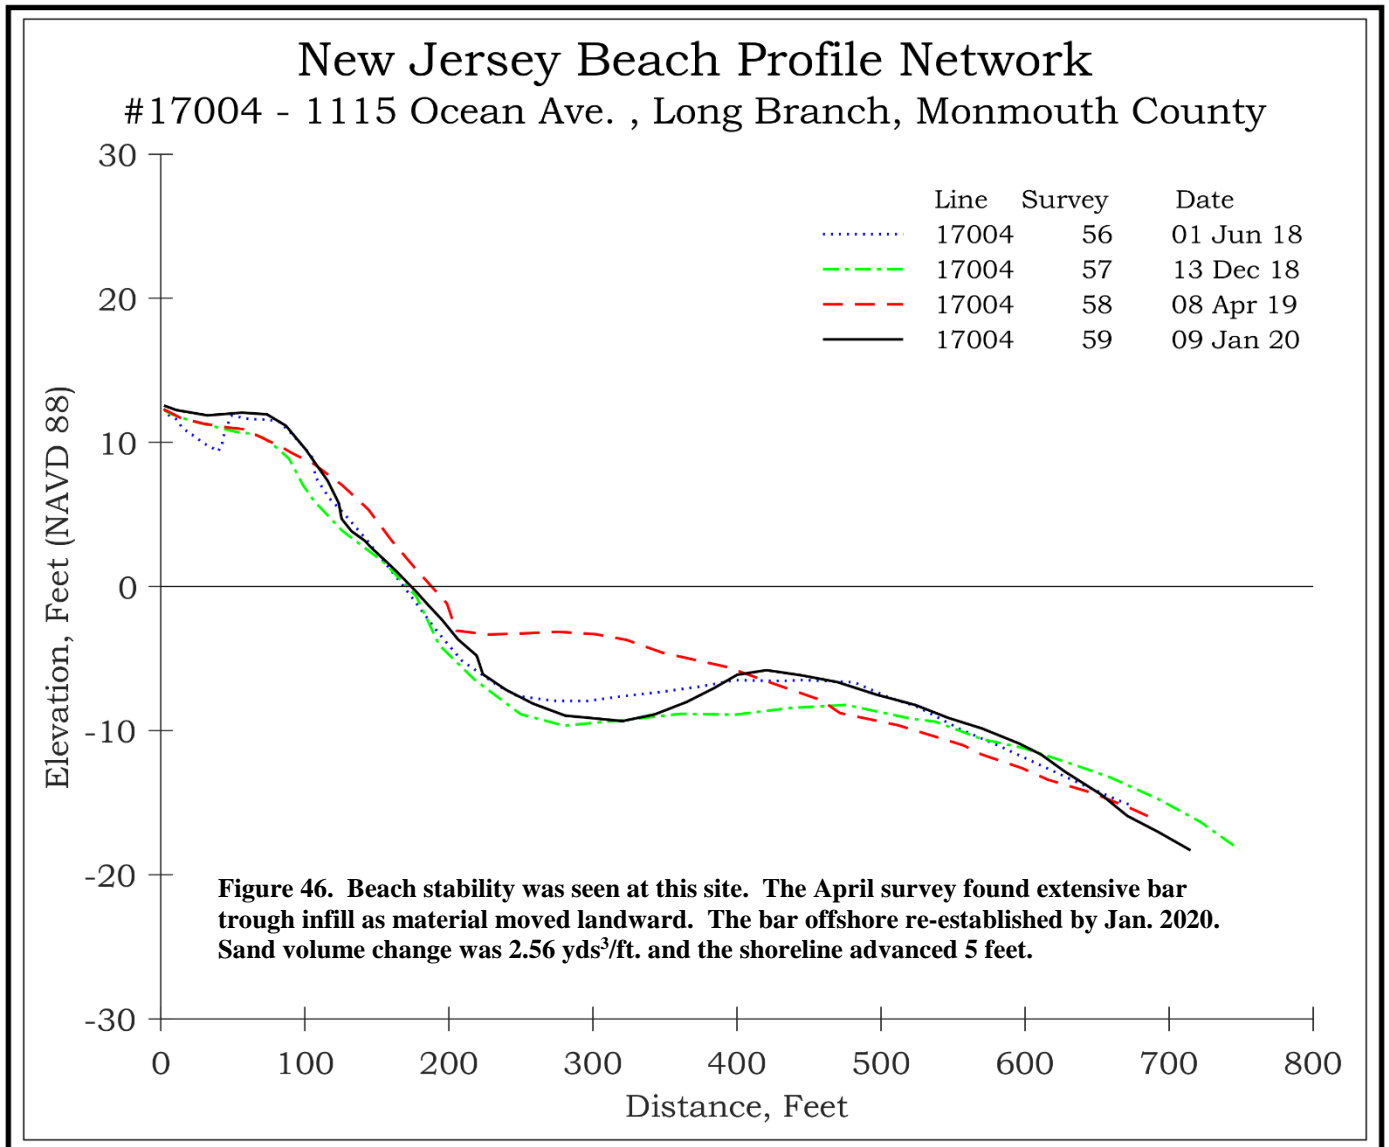 New Jersey Beach Profile Network
#17004 - 1115 Ocean Ave. , Long Branch, Monmouth County
Line Survey Date
17004 56 01 Jun 18
17004 57 13 Dec 18
17004 58 08 Apr 19
17004 59 09 Jan 20
Elevation, Feet (NAVD 88)
30
20
10
0
-10
-20
-30
Figure 46. Beach stability was seen at this site. The April survey found extensive bar
trough infill as material moved landward. The bar offshore re-established by Jan. 2020.
Sand volume change was 2.56 yds³/ft. and the shoreline advanced 5 feet.
0 100 200 300 400 500 600 700 800
Distance, Feet